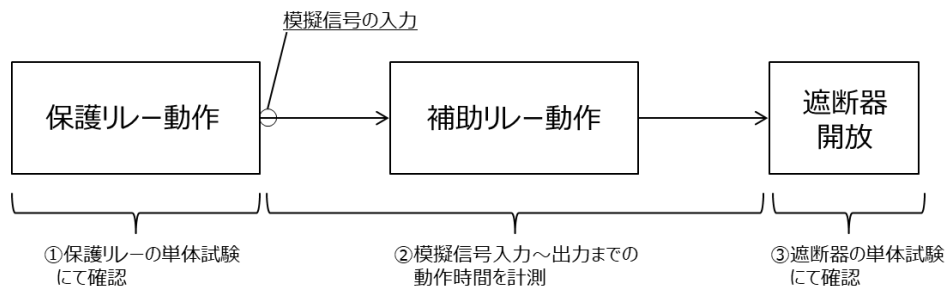 模擬信号の入力
保護リレー動作
補助リレー動作
遮断器
開放
①保護リレーの単体試験
にて確認
②模擬信号入力～出力までの
動作時間を計測
③遮断器の単体試験
にて確認